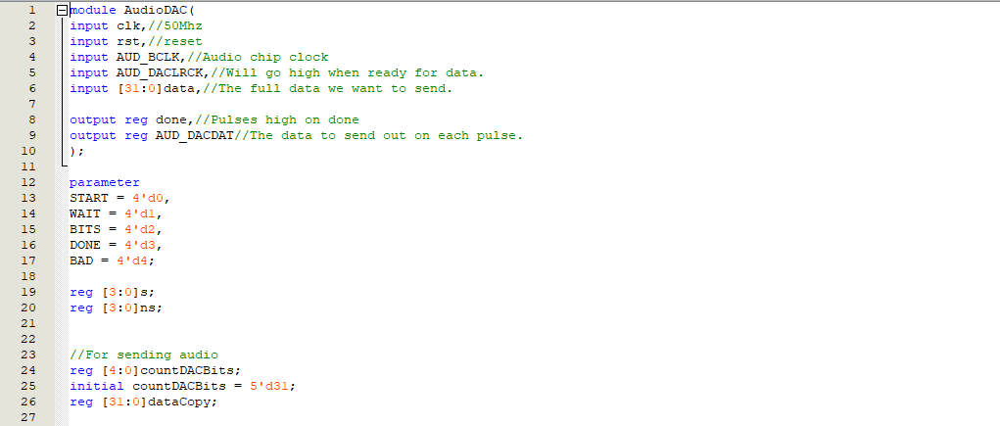 1 module AudioDAC(
2 input clk,//50Mhz
3 input rst,//reset
4 input AUD_BCLK,//Audio chip clock
5 input AUD_DACLRCK,//Will go high when ready for data.
6 input [31:0]data,//The full data we want to send.
7
8 output reg done,//Pulses high on done
9 output reg AUD_DACDAT//The data to send out on each pulse.
10 );
11
12 parameter
13 START = 4'd0,
14 WAIT = 4'd1,
15 BITS = 4'd2,
16 DONE = 4'd3,
17 BAD = 4'd4;
18
19 reg [3:0]s;
20 reg [3:0]ns;
21
22
23 //For sending audio
24 reg [4:0]countDACBits;
25 initial countDACBits = 5'd31;
26 reg [31:0]dataCopy;
27